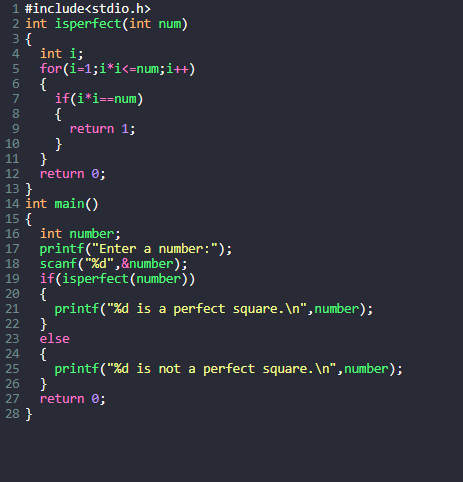 1 #include<stdio.h>
2 int isperfect(int num)
3 {
4   int i;
5   for(i=1;i*i<=num;i++)
6   {
7     if(i*i==num)
8     {
9       return 1;
10     }
11   }
12   return 0;
13 }
14 int main()
15 {
16   int number;
17   printf("Enter a number:");
18   scanf("%d",&number);
19   if(isperfect(number))
20   {
21     printf("%d is a perfect square.\n",number);
22   }
23   else
24   {
25     printf("%d is not a perfect square.\n",number);
26   }
27   return 0;
28 }